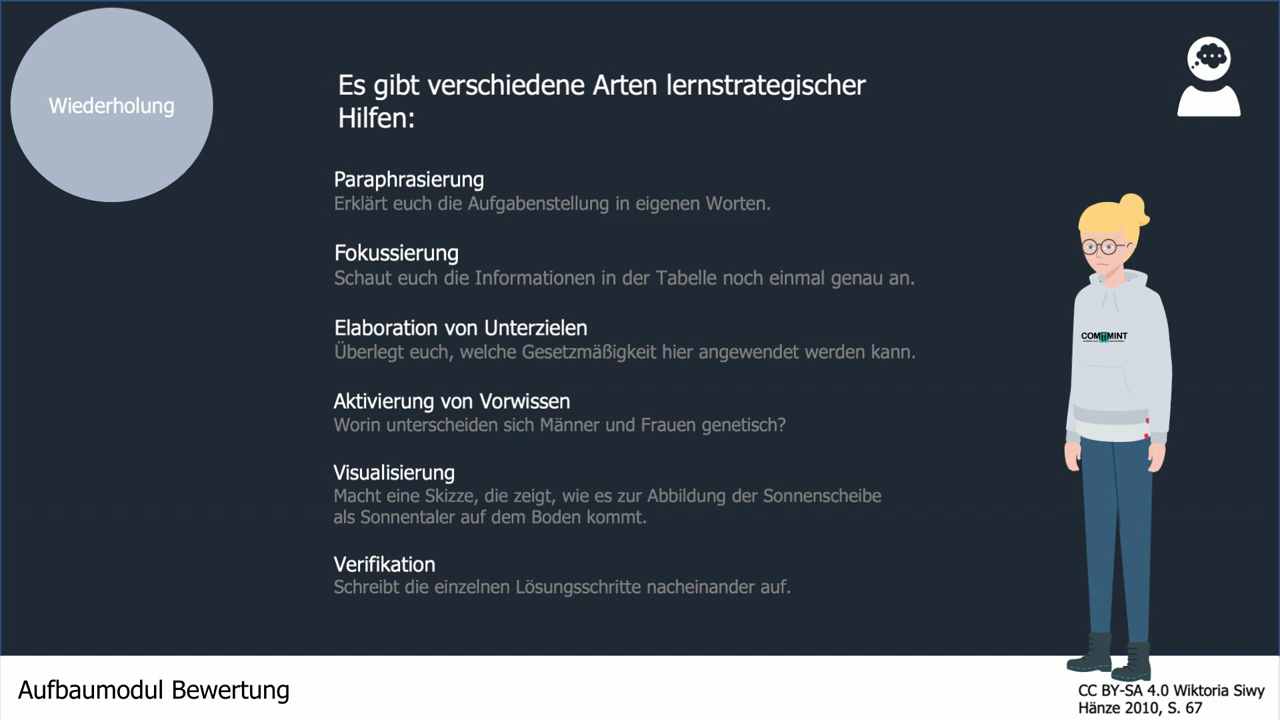 Wiederholung
Es gibt verschiedene Arten lernstrategischer
Hilfen:
Paraphrasierung
Erklärt euch die Aufgabenstellung in eigenen Worten.
Fokussierung
Schaut euch die Informationen in der Tabelle noch einmal genau an.
Elaboration von Unterzielen
Überlegt euch, welche Gesetzmäßigkeit hier angewendet werden kann.
Aktivierung von Vorwissen
Worin unterscheiden sich Männer und Frauen genetisch?
Visualisierung
Macht eine Skizze, die zeigt, wie es zur Abbildung der Sonnenscheibe
als Sonnentaler auf dem Boden kommt.
Verifikation
Schreibt die einzelnen Lösungsschritte nacheinander auf.
Aufbaumodul Bewertung
CC BY-SA 4.0 Wiktoria Siwy
Hänze 2010, S. 67